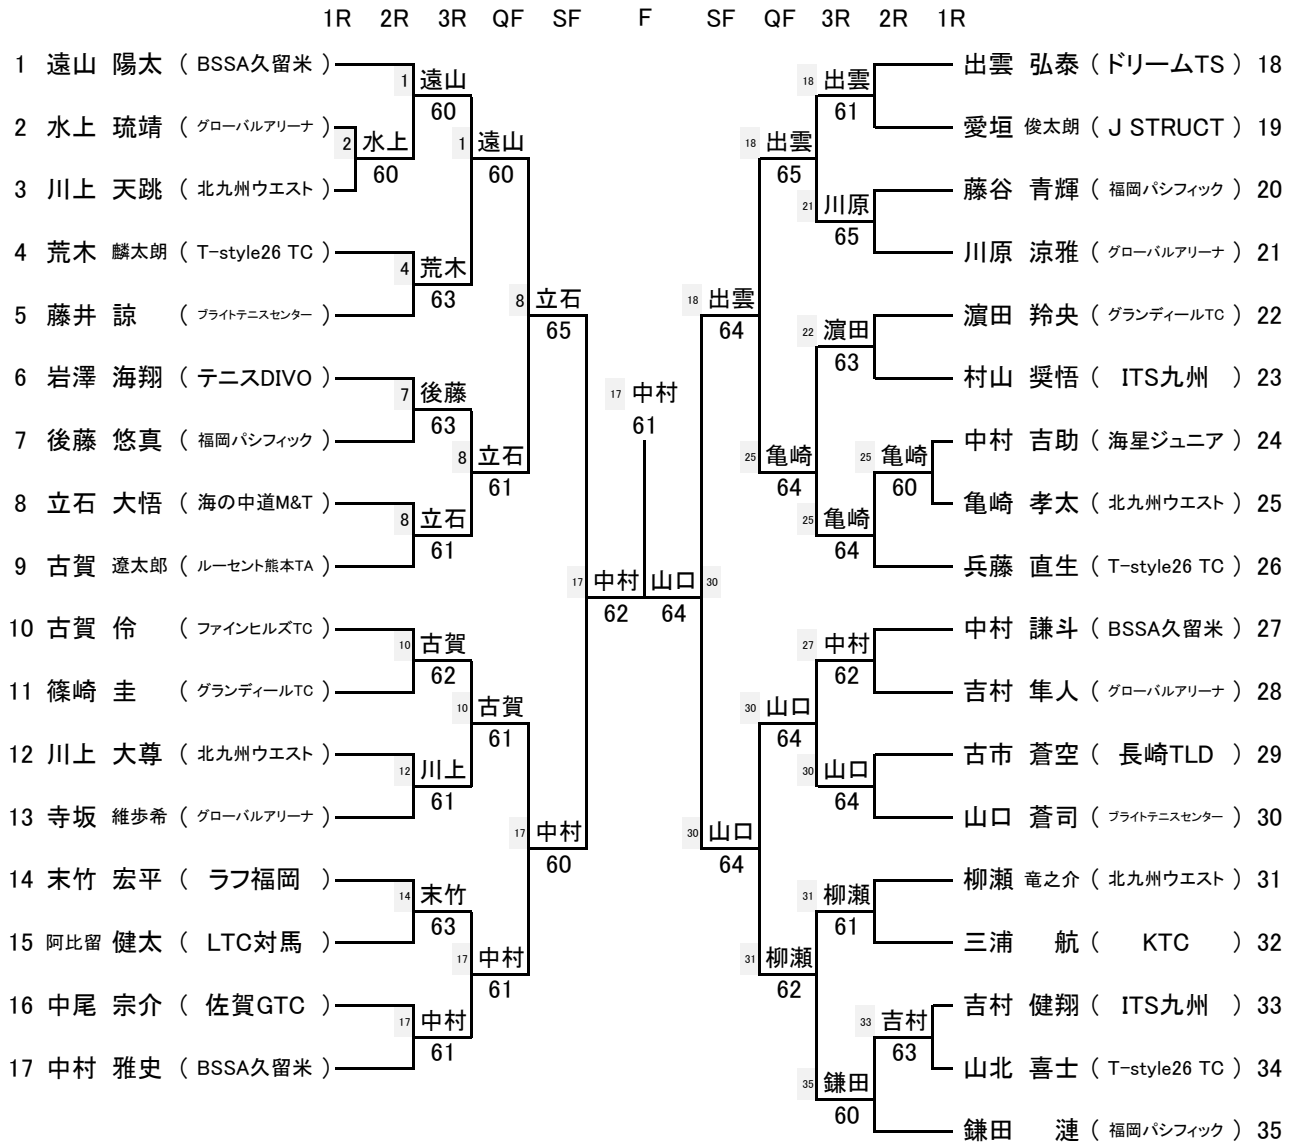 1R 2R 3R QF SF F SF QF 3R 2R 1R
1 遠山 陽太 ( BSSA久留米 ) 出雲 弘泰 ( ドリームTS ) 18
1 遠山 18 出雲
60 61
2 水上 琉靖 ( グローバルアリーナ ) 愛垣 俊太朗 ( J STRUCT ) 19
2 水上 1 遠山 18 出雲
60 60 65
3 川上 天跳 ( 北九州ウエスト ) 藤谷 青輝 ( 福岡パシフィック ) 20
21 川原
65
4 荒木 麟太朗 ( T-style26 TC ) 川原 涼雅 ( グローバルアリーナ ) 21
4 荒木
63
8 立石 18 出雲
65 64
5 藤井 諒 ( ブライトテニスセンター ) 濵田 羚央 ( グランディールTC ) 22
22 濵田
63
6 岩澤 海翔 ( テニスDIVO ) 村山 奨悟 ( ITS九州 ) 23
7 後藤 17 中村
63 61
7 後藤 悠真 ( 福岡パシフィック ) 中村 吉助 ( 海星ジュニア ) 24
8 立石 25 亀崎 25 亀崎
61 64 60
8 立石 大悟 ( 海の中道M&T ) 亀崎 孝太 ( 北九州ウエスト ) 25
8 立石 25 亀崎
61 64
9 古賀 遼太郎 ( ルーセント熊本TA ) 兵藤 直生 ( T-style26 TC ) 26
17 中村 山口 30
62 64
10 古賀 伶 ( ファインヒルズTC ) 中村 謙斗 ( BSSA久留米 ) 27
10 古賀 27 中村
62 62
11 篠崎 圭 ( グランディールTC ) 吉村 隼人 ( グローバルアリーナ ) 28
10 古賀 30 山口
61 64
12 川上 大尊 ( 北九州ウエスト ) 古市 蒼空 ( 長崎TLD ) 29
12 川上 30 山口
61 64
13 寺坂 維歩希 ( グローバルアリーナ ) 山口 蒼司 ( ブライトテニスセンター ) 30
17 中村 30 山口
60 64
14 末竹 宏平 ( ラフ福岡 ) 柳瀬 竜之介 ( 北九州ウエスト ) 31
14 末竹 31 柳瀬
63 61
15 阿比留 健太 ( LTC対馬 ) 三浦 航 ( KTC ) 32
17 中村 31 柳瀬
61 62
16 中尾 宗介 ( 佐賀GTC ) 吉村 健翔 ( ITS九州 ) 33
17 中村 33 吉村
61 63
17 中村 雅史 ( BSSA久留米 ) 山北 喜士 ( T-style26 TC ) 34
35 鎌田
60
鎌田 漣 ( 福岡パシフィック ) 35